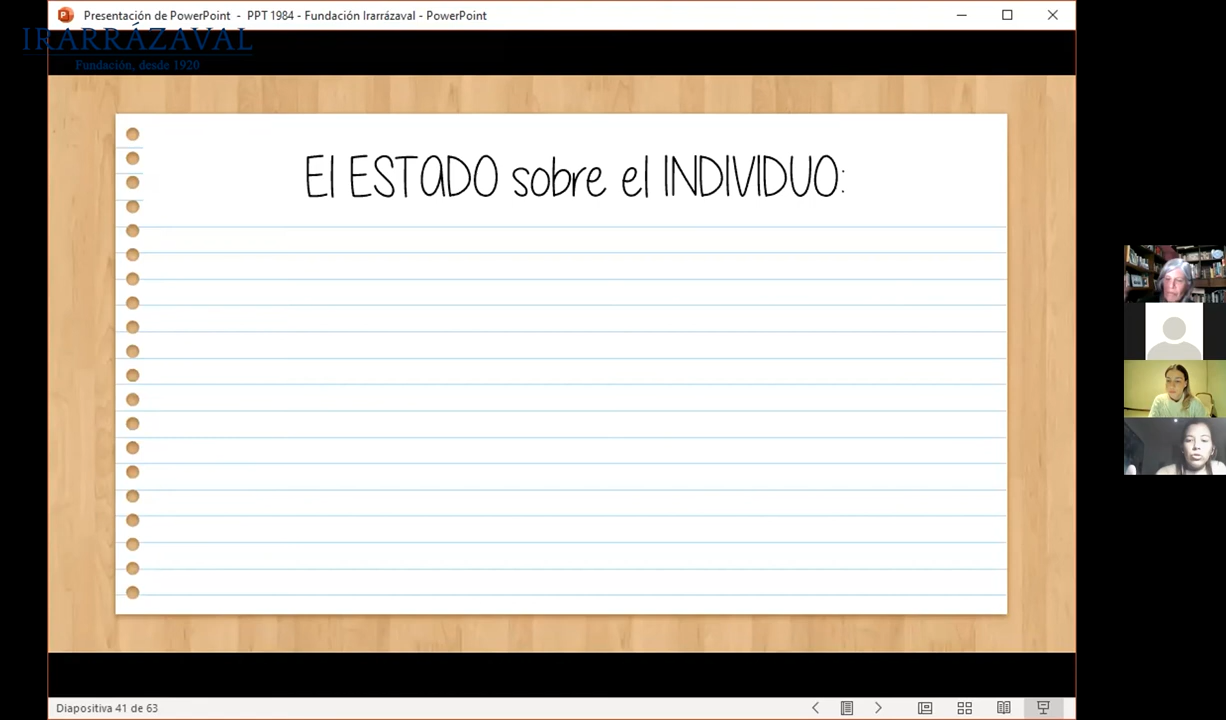 Presentación de PowerPoint - PPT 1984 - Fundación Irarrázaval - PowerPoint
IRARRÁZAVAL
Fundación, desde 1920
El ESTADO sobre el INDIVIDUO:
Diapositiva 41 de 63